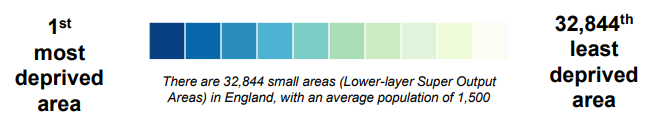 1st
most
deprived
area
There are 32,844 small areas (Lower-layer Super Output
Areas) in England, with an average population of 1,500
32,844th
least
deprived
area